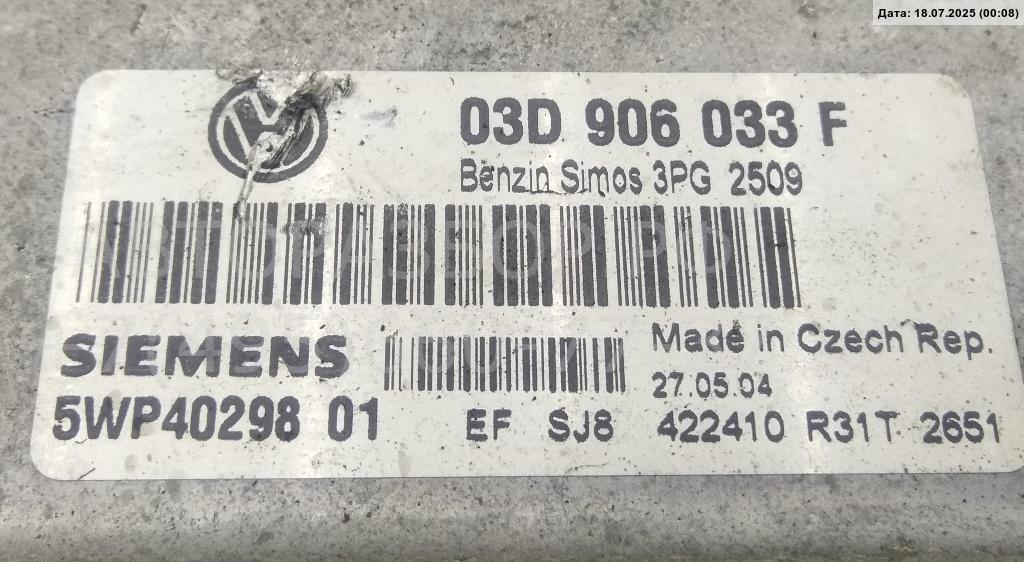 Дата: 18.07.2025 (00:08)
03D 906 033 F
Benzin Simos 3PG 2509
SIEMENS
Made in Czech Rep.
27.05.04
5WP40298 01
EF SJ8 422410 R31T 2651